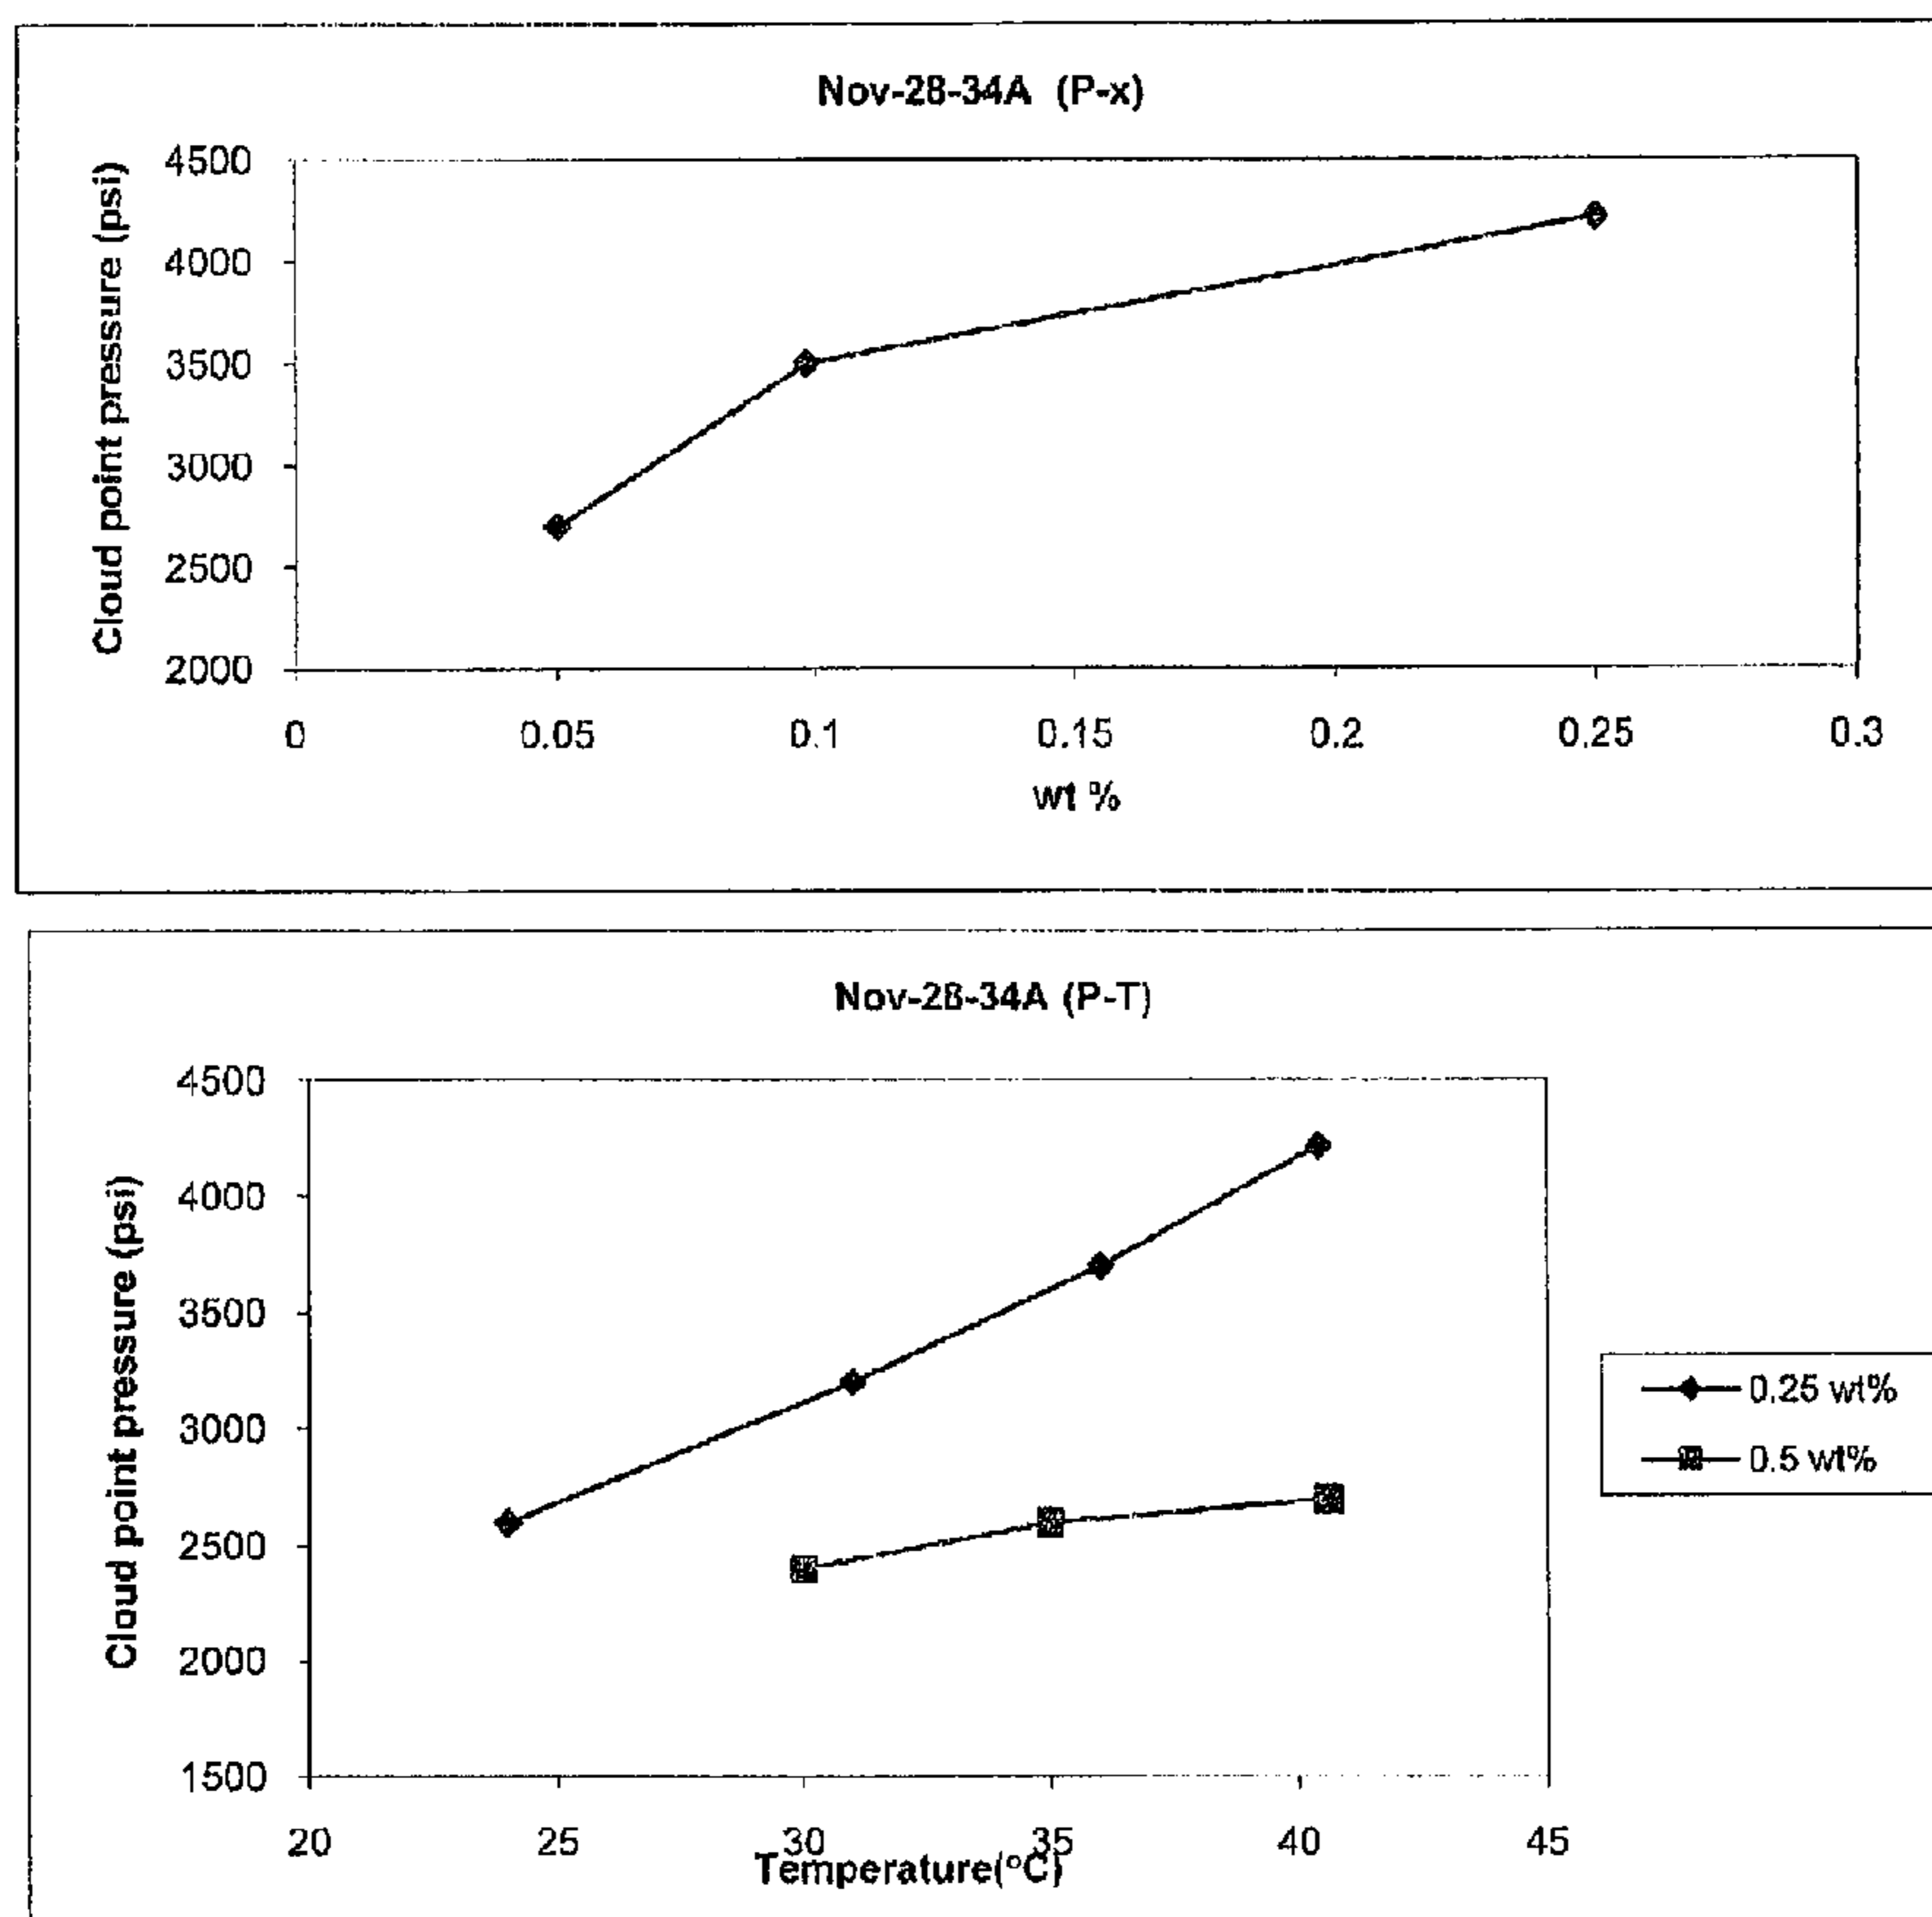 Nov-28-34A (P-x)
Cloud point pressure (psi)
4500
4000
3500
3000
2500
2000
0 0.05 0.1 0.15 0.2 0.25 0.3
wt %
Nov-28-34A (P-T)
Cloud point pressure (psi)
4500
4000
3500
3000
2500
2000
1500
20 25 30 35 40 45
Temperature(°C)
0.25 wt%
0.5 wt%